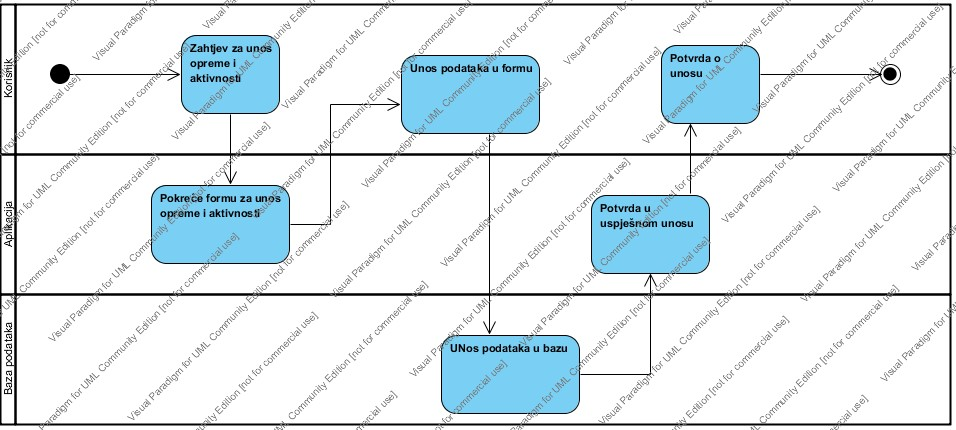 Korisnik
Zahtjev za unos
opreme i
aktivnosti
Unos podataka u formu
Potvrda o
unosu
Aplikacija
Pokreće formu za unos
opreme i aktivnosti
Potvrda u
uspješnom unosu
Baza podataka
UNos podataka u bazu
Visual Paradigm for UML Community Edition [not for commercial use]